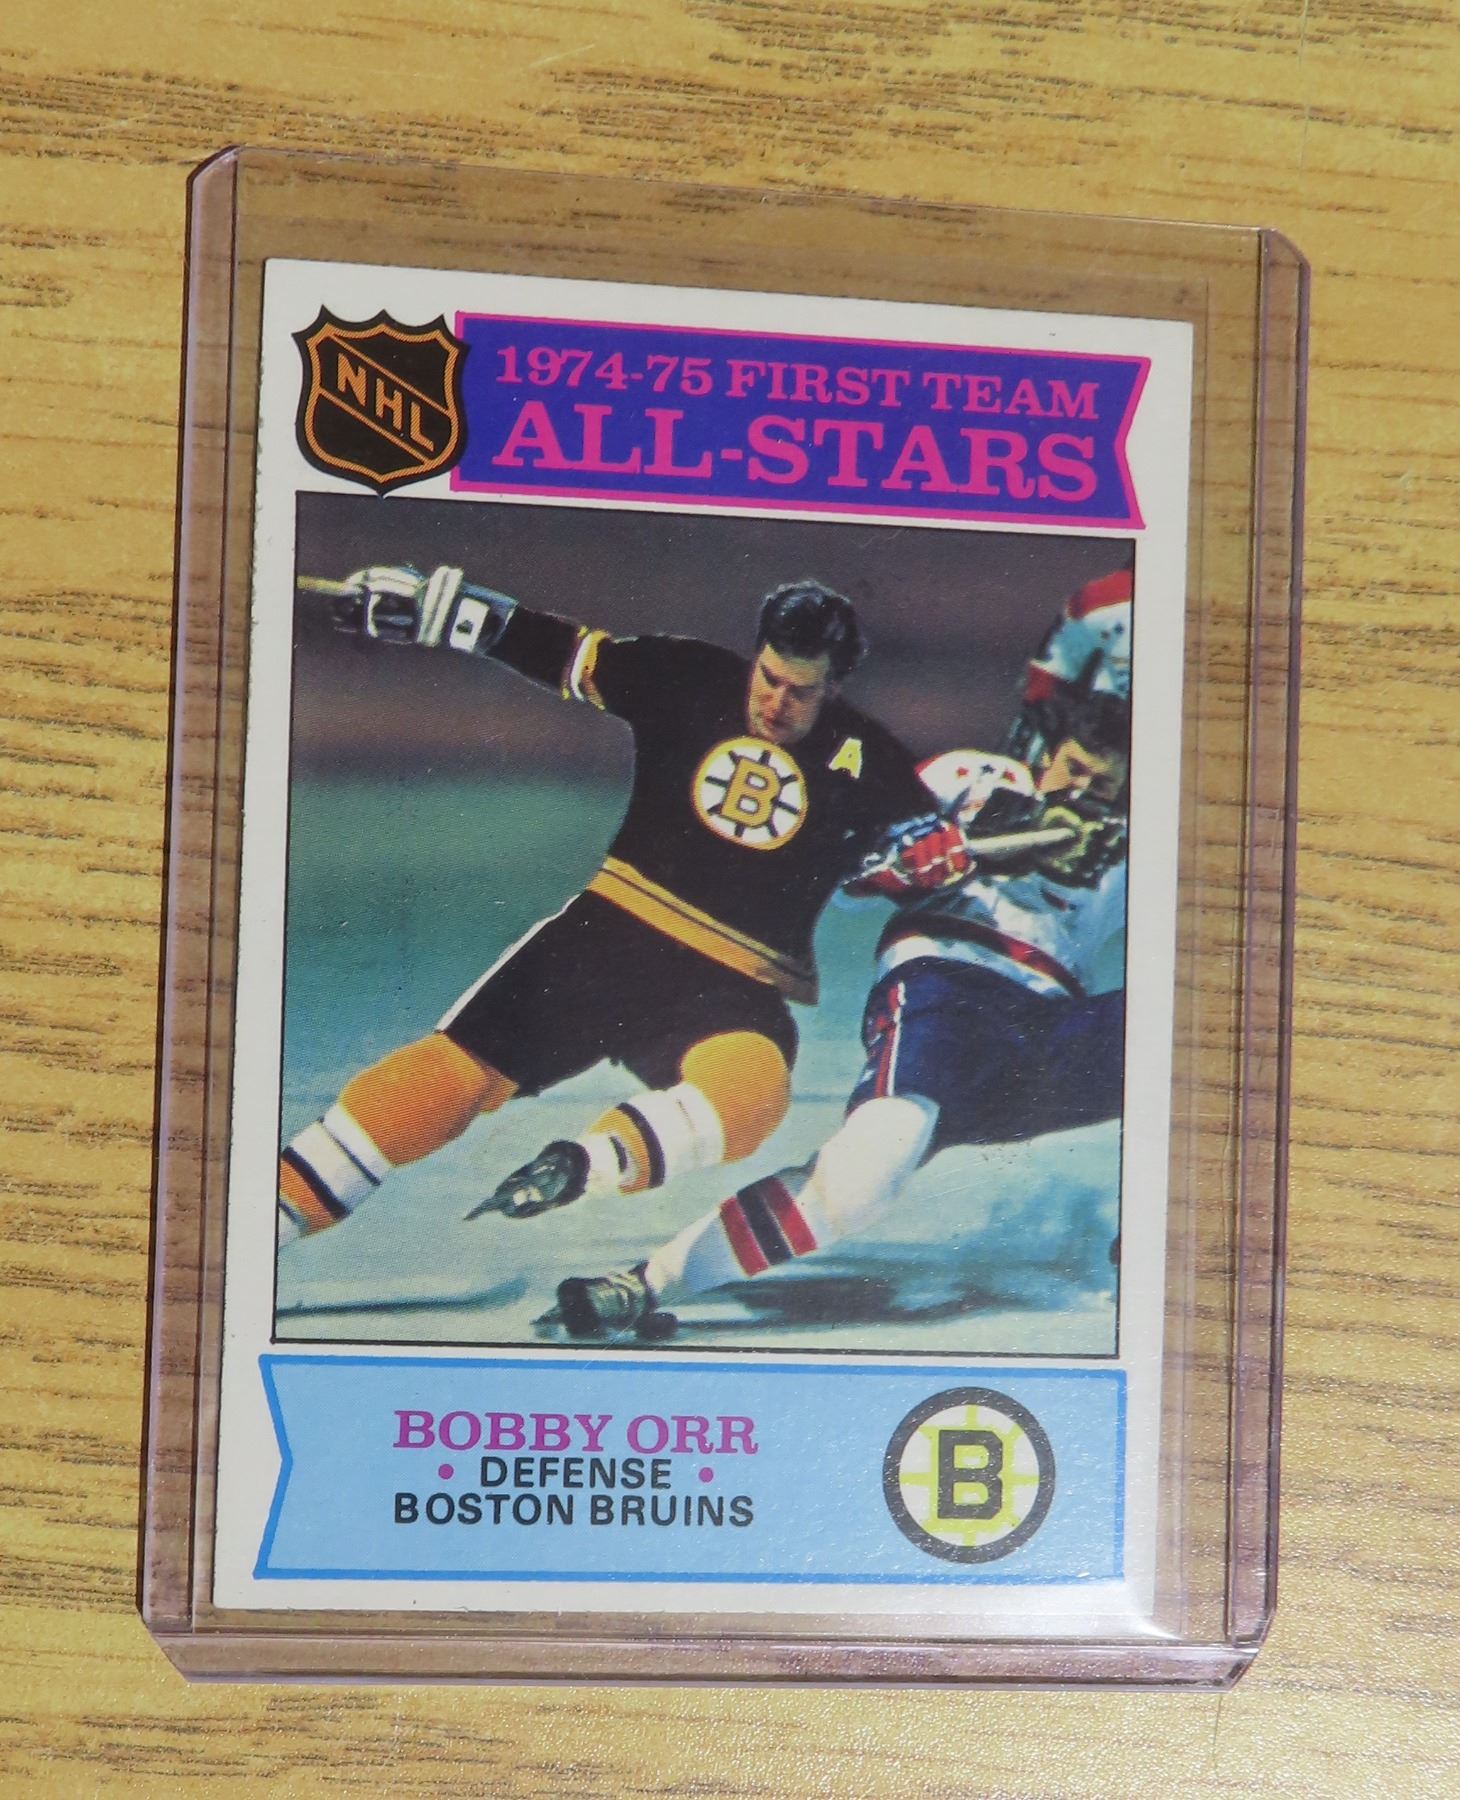 NHL
1974-75 FIRST TEAM
ALL-STARS
B
A
BOBBY ORR
• DEFENSE •
BOSTON BRUINS
B